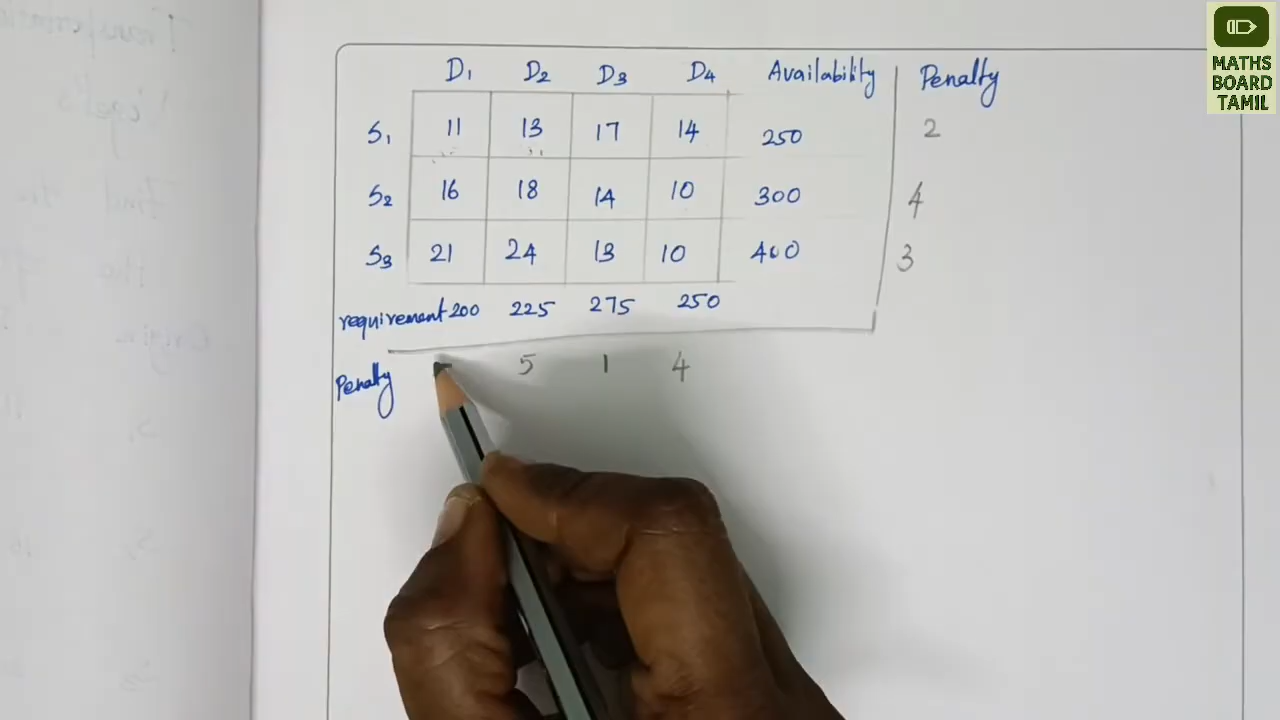 MATHS
BOARD
TAMIL
D1 D2 D3 D4 Availability Penalty
S1 11 13 17 14 250 2
S2 16 18 14 10 300 4
S3 21 24 13 10 400 3
requirement 200 225 275 250
Penalty 5 1 4